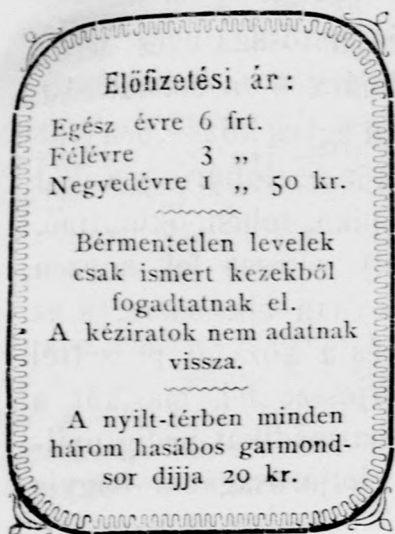 Előfizetési ár:
Egész évre 6 frt.
Félévre 3 „
Negyedévre 1 „ 50 kr.
Bérmentetlen levelek
csak ismert kezekből
fogadtatnak el.
A kéziratok nem adatnak
vissza.
A nyilt-térben minden
három hasábos garmond-
sor dijja 20 kr.